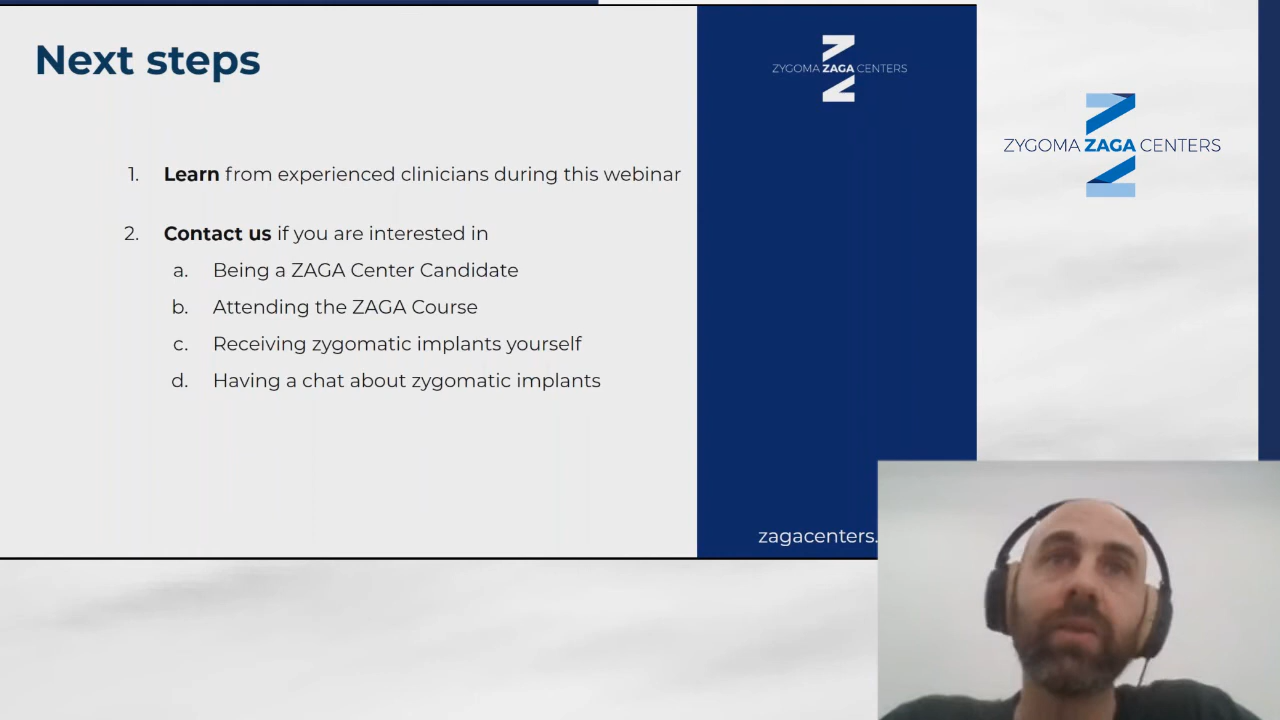 Next steps
1. Learn from experienced clinicians during this webinar
2. Contact us if you are interested in
a. Being a ZAGA Center Candidate
b. Attending the ZAGA Course
c. Receiving zygomatic implants yourself
d. Having a chat about zygomatic implants
ZYGOMA ZAGA CENTERS
zagacenters.
ZYGOMA ZAGA CENTERS